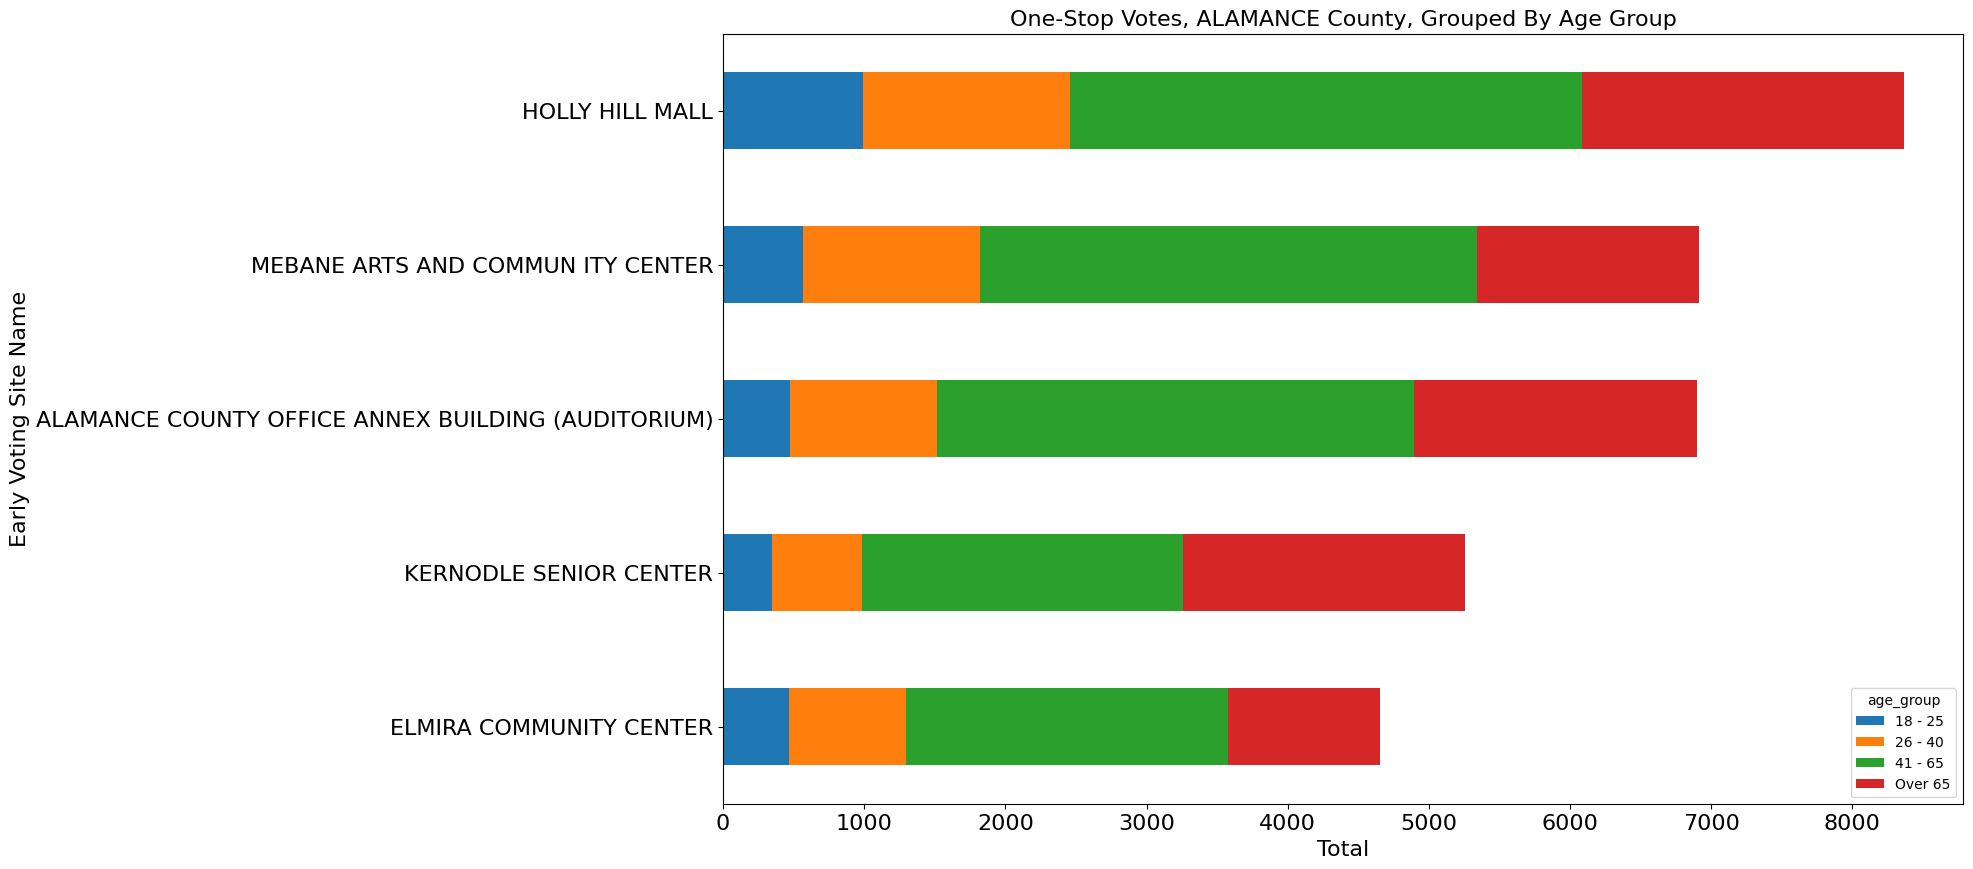 One-Stop Votes, ALAMANCE County, Grouped By Age Group
Early Voting Site Name
HOLLY HILL MALL
MEBANE ARTS AND COMMUN ITY CENTER
ALAMANCE COUNTY OFFICE ANNEX BUILDING (AUDITORIUM)
KERNODLE SENIOR CENTER
ELMIRA COMMUNITY CENTER
age_group
18 - 25
26 - 40
41 - 65
Over 65
0 1000 2000 3000 4000 5000 6000 7000 8000
Total